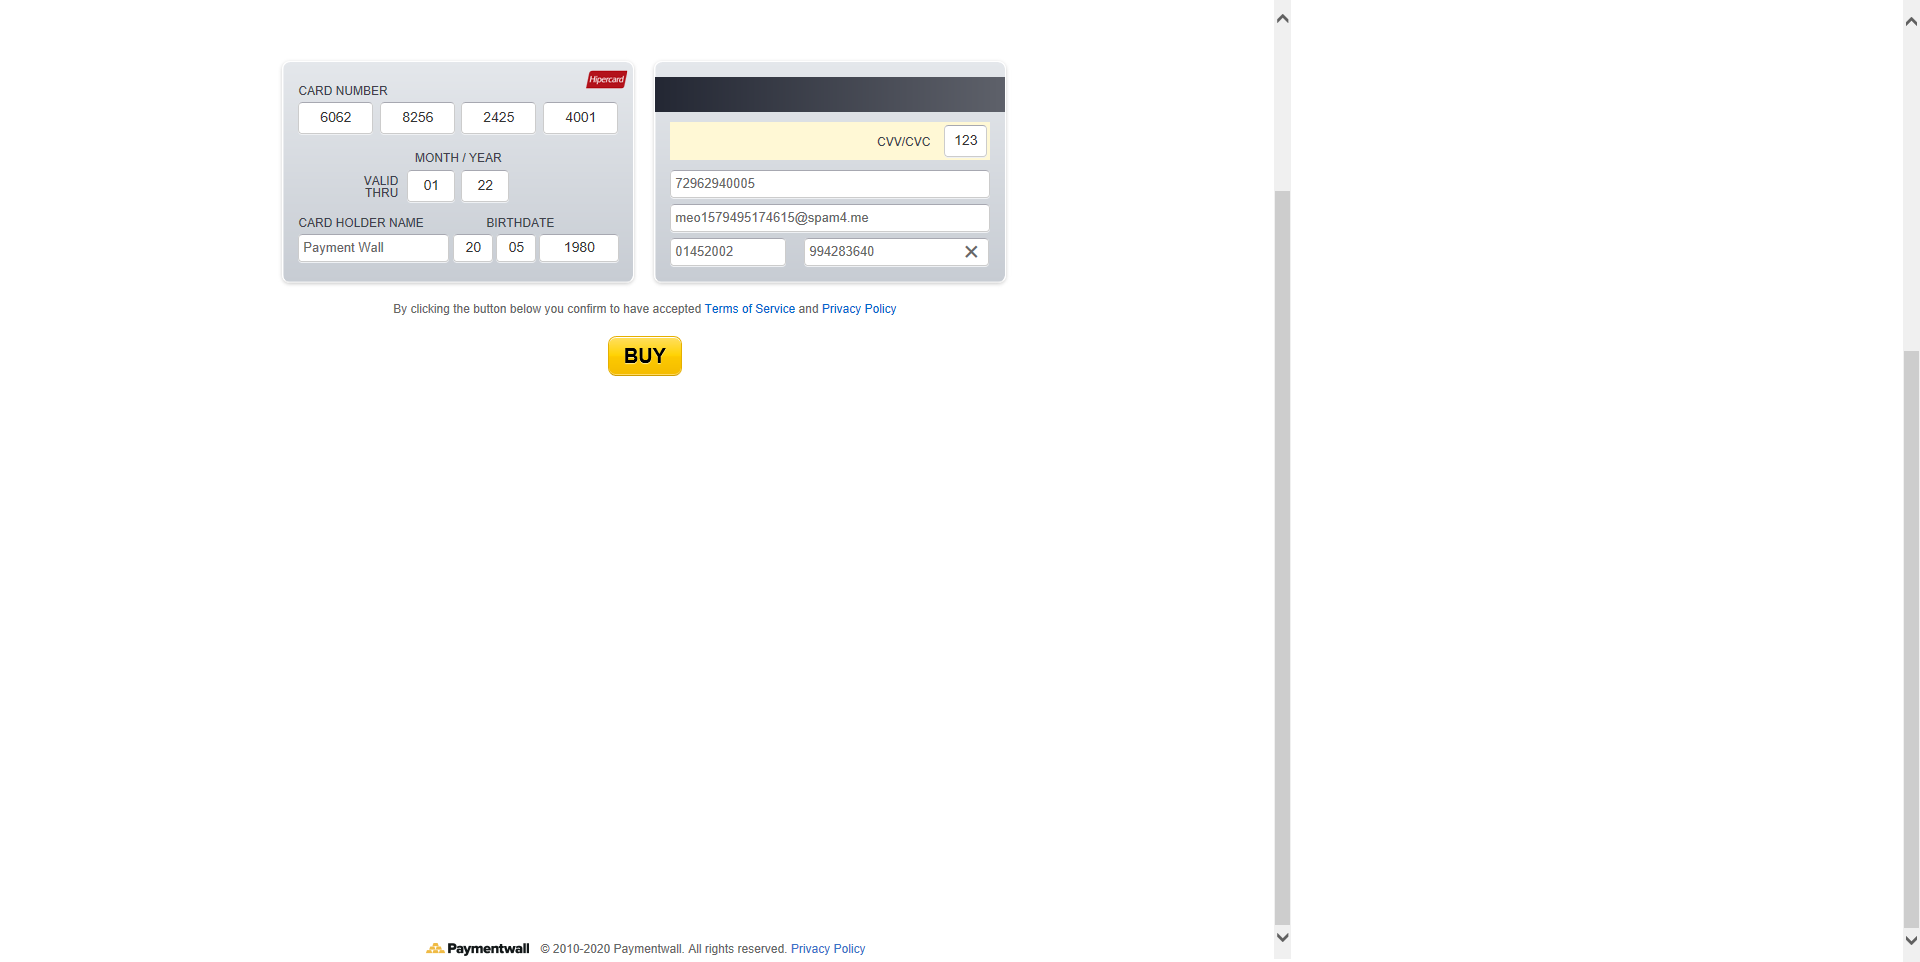 Hipercard
CARD NUMBER
6062 8256 2425 4001
MONTH / YEAR
VALID THRU 01 22
CARD HOLDER NAME BIRTHDATE
Payment Wall 20 05 1980
CVV/CVC 123
72962940005
meo1579495174615@spam4.me
01452002 994283640
By clicking the button below you confirm to have accepted Terms of Service and Privacy Policy
BUY
Paymentwall © 2010-2020 Paymentwall. All rights reserved. Privacy Policy